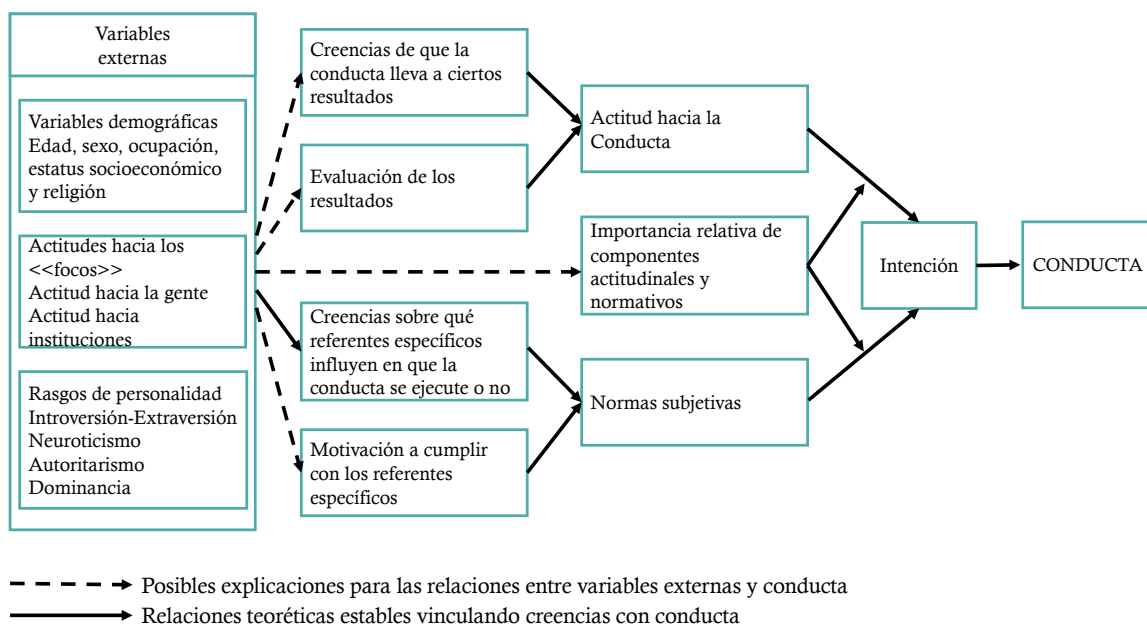 Variables
externas
Variables demográficas
Edad, sexo, ocupación,
estatus socioeconómico
y religión
Actitudes hacia los
<<focos>>
Actitud hacia la gente
Actitud hacia
instituciones
Rasgos de personalidad
Introversión-Extraversión
Neuroticismo
Autoritarismo
Dominancia
Creencias de que la
conducta lleva a ciertos
resultados
Evaluación de los
resultados
Creencias sobre qué
referentes específicos
influyen en que la
conducta se ejecute o no
Motivación a cumplir
con los referentes
específicos
Actitud hacia la
Conducta
Importancia relativa de
componentes
actitudinales y
normativos
Normas subjetivas
Intención
CONDUCTA
Posibles explicaciones para las relaciones entre variables externas y conducta
Relaciones teoréticas estables vinculando creencias con conducta